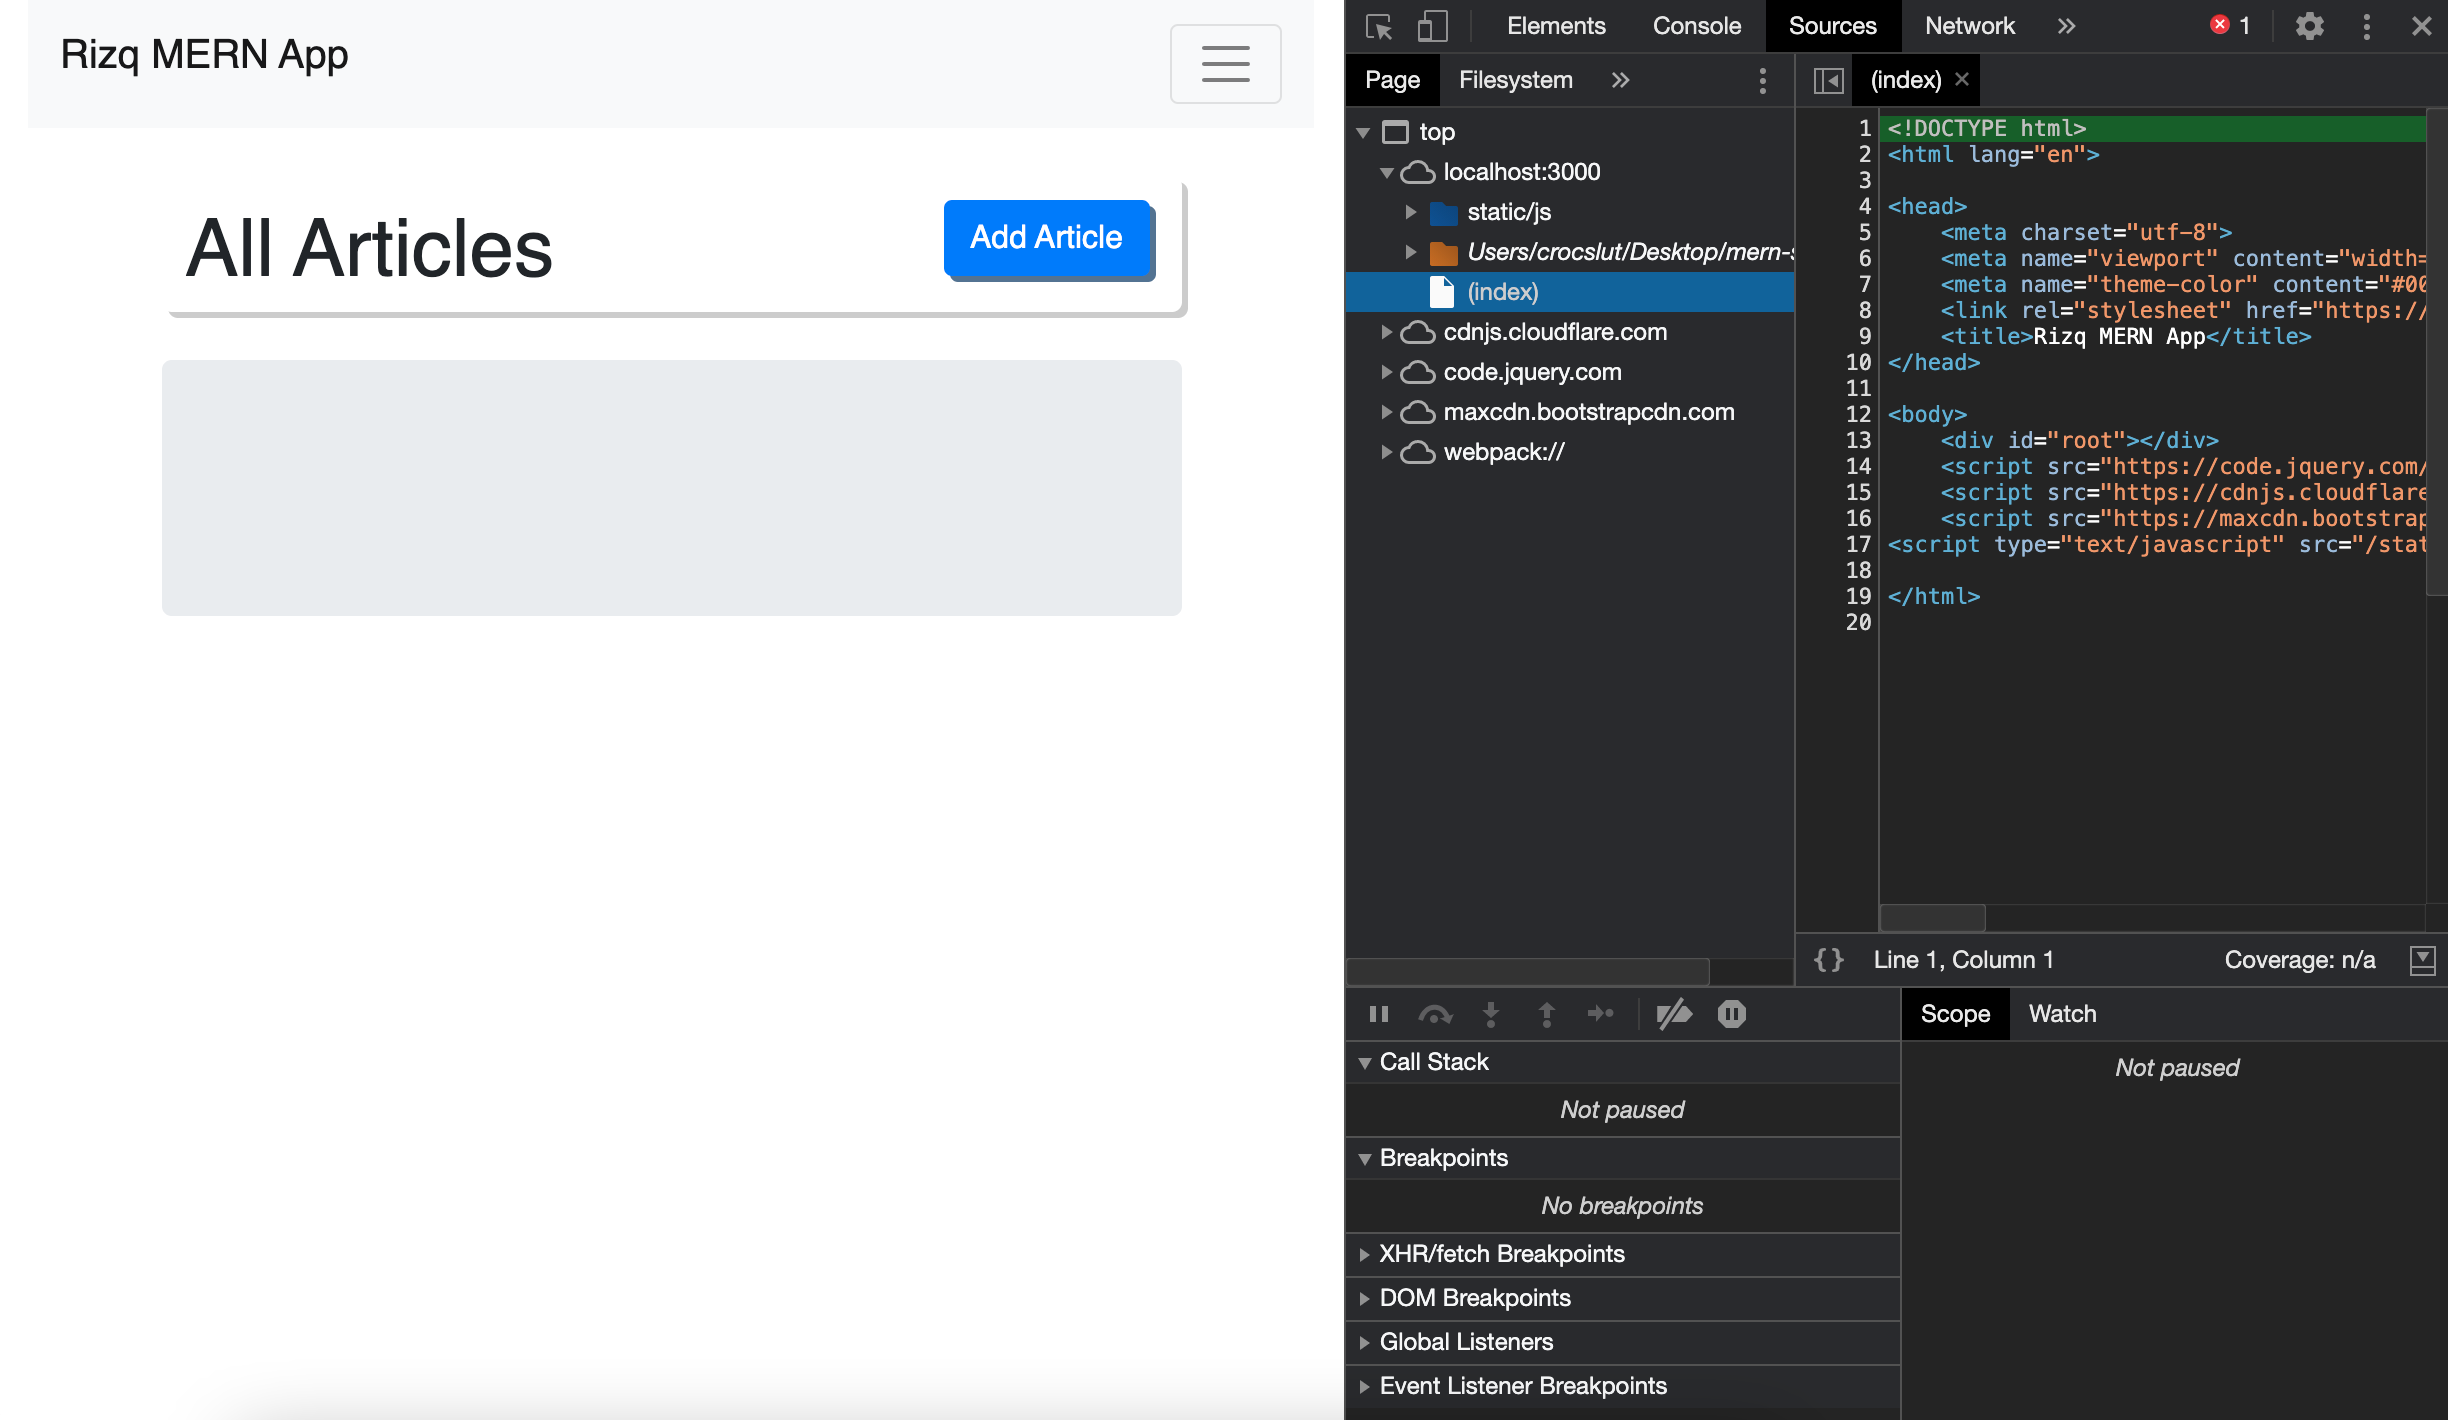 Rizq MERN App
All Articles
Add Article
Elements Console Sources Network » 1
Page Filesystem »
top
localhost:3000
static/js
Users/crocslut/Desktop/mern-s
(index)
cdnjs.cloudflare.com
code.jquery.com
maxcdn.bootstrapcdn.com
webpack://
(index)
1 <!DOCTYPE html>
2 <html lang="en">
3
4 <head>
5 <meta charset="utf-8">
6 <meta name="viewport" content="width=
7 <meta name="theme-color" content="#00
8 <link rel="stylesheet" href="https://
9 <title>Rizq MERN App</title>
10 </head>
11
12 <body>
13 <div id="root"></div>
14 <script src="https://code.jquery.com/
15 <script src="https://cdnjs.cloudflare
16 <script src="https://maxcdn.bootstrap
17 <script type="text/javascript" src="/stat
18
19 </html>
20
{} Line 1, Column 1 Coverage: n/a
Call Stack
Not paused
Breakpoints
No breakpoints
XHR/fetch Breakpoints
DOM Breakpoints
Global Listeners
Event Listener Breakpoints
Scope Watch
Not paused